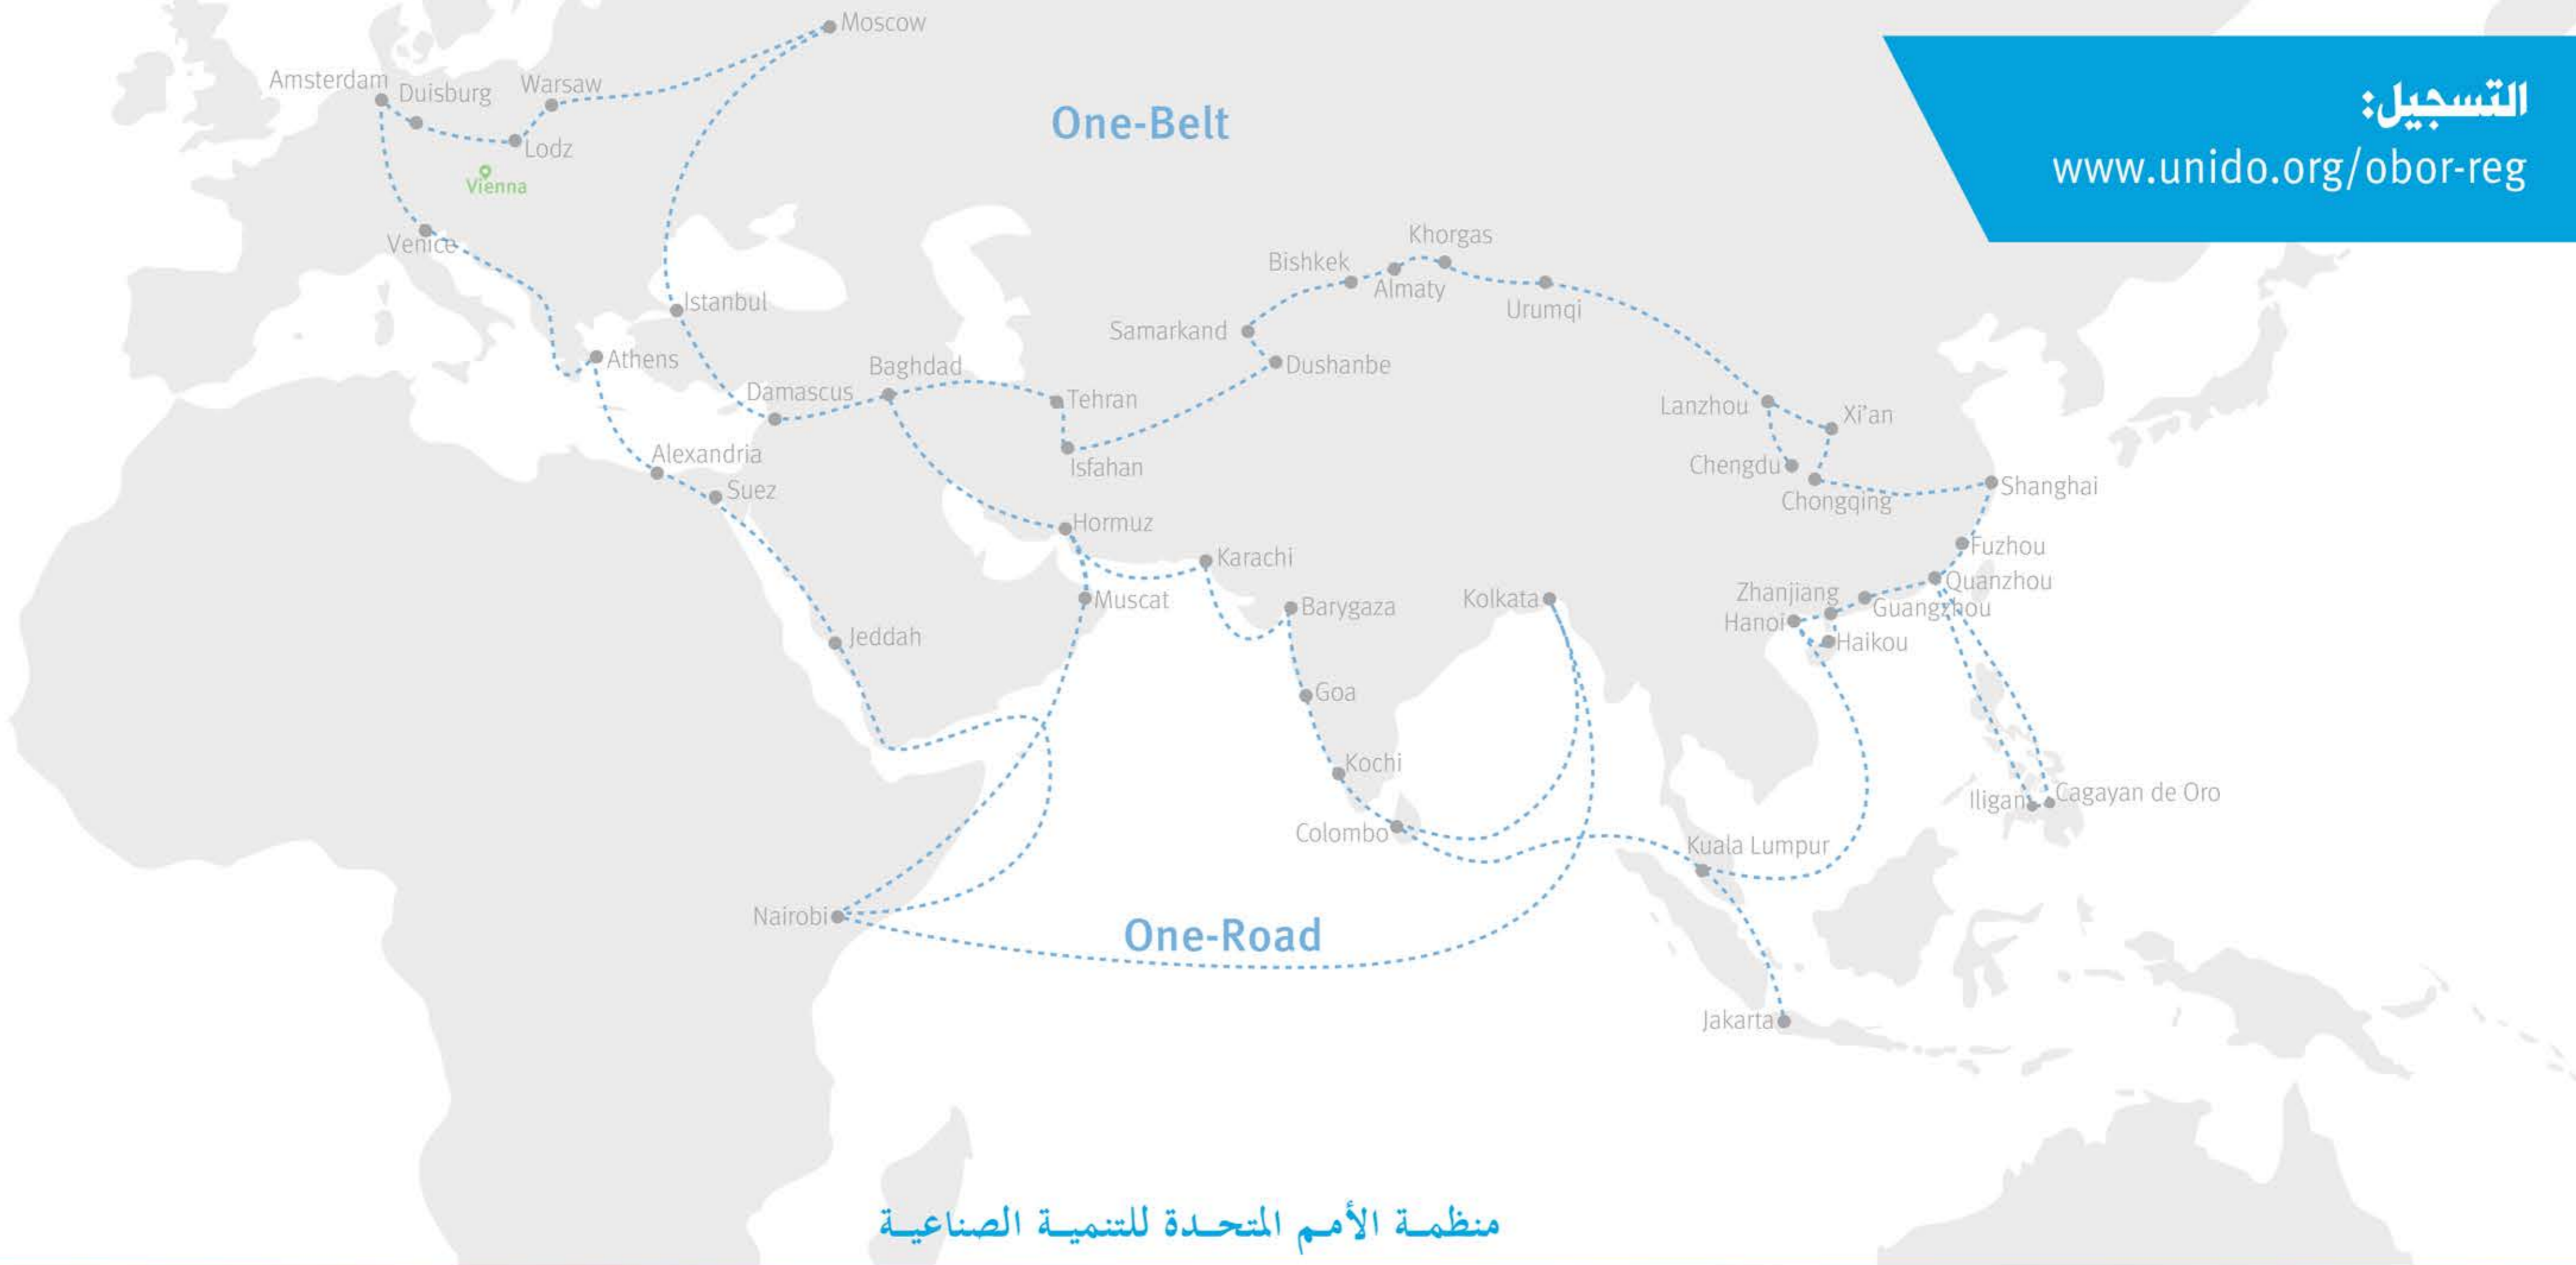 Moscow
التسجيل:
www.unido.org/obor-reg
Amsterdam
Duisburg
Warsaw
One-Belt
Lodz
Vienna
Venice
Khorgas
Bishkek
Almaty
Istanbul
Urumqi
Samarkand
Athens
Baghdad
Dushanbe
Damascus
Tehran
Lanzhou
Xi’an
Alexandria
Isfahan
Chengdu
Suez
Chongqing
Shanghai
Hormuz
Karachi
Fuzhou
Quanzhou
Muscat
Barygaza
Kolkata
Zhanjiang
Guangzhou
Hanoi
Jeddah
Haikou
Goa
Kochi
Iligan
Cagayan de Oro
Colombo
Kuala Lumpur
Nairobi
One-Road
Jakarta
منظمة الأمم المتحدة للتنمية الصناعية